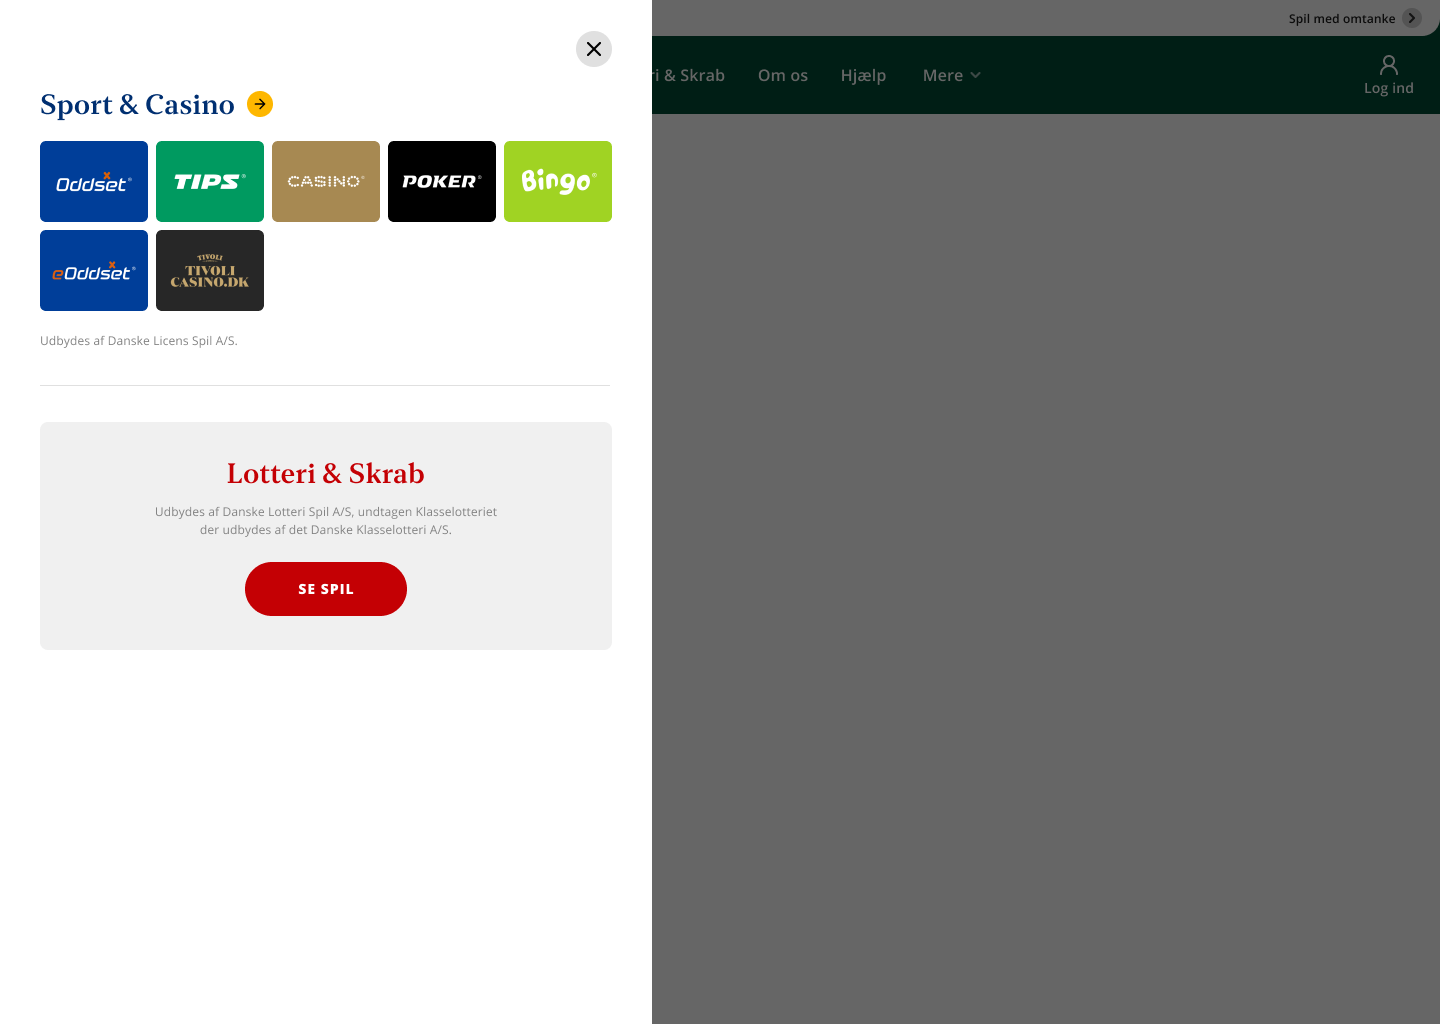 Spil med omtanke
ri & Skrab Om os Hjælp Mere
Log ind
Sport & Casino
Oddset® TIPS® CASINO® POKER® Bingo®
eOddset® TIVOLI TIVOLI CASINO.DK
Udbydes af Danske Licens Spil A/S.
Lotteri & Skrab
Udbydes af Danske Lotteri Spil A/S, undtagen Klasselotteriet
der udbydes af det Danske Klasselotteri A/S.
SE SPIL